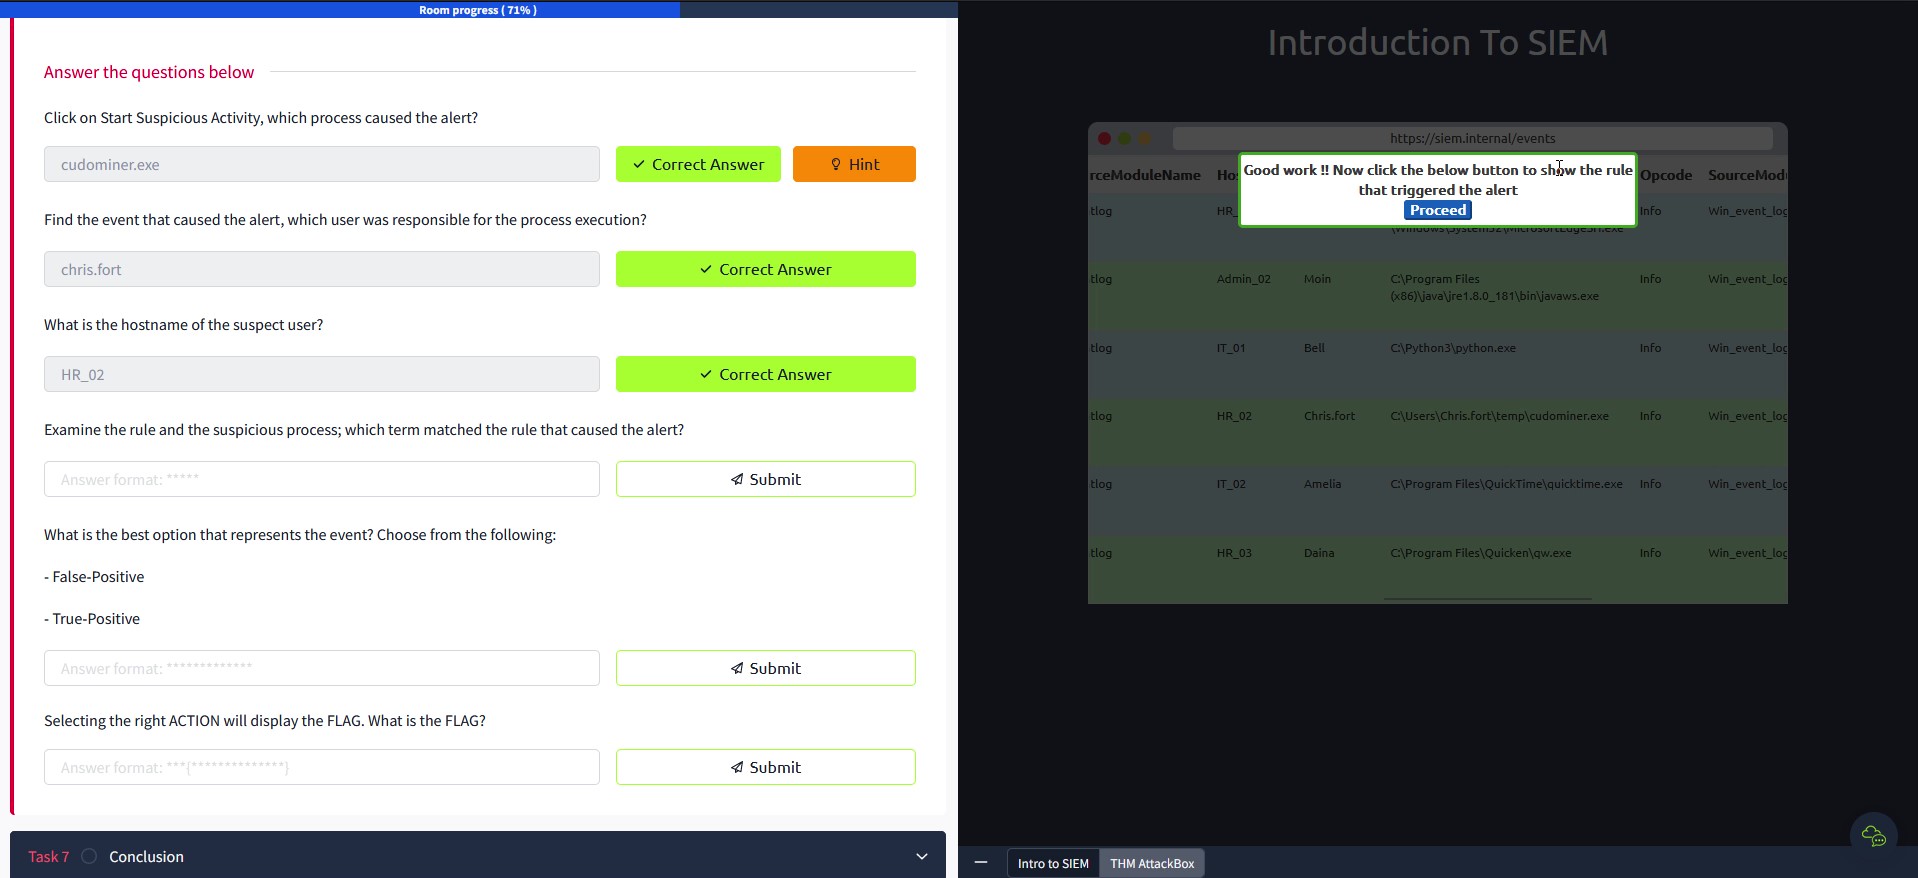 Room progress ( 71% )
Answer the questions below
Click on Start Suspicious Activity, which process caused the alert?
cudominer.exe
Correct Answer
Hint
Find the event that caused the alert, which user was responsible for the process execution?
chris.fort
Correct Answer
What is the hostname of the suspect user?
HR_02
Correct Answer
Examine the rule and the suspicious process; which term matched the rule that caused the alert?
Answer format: *****
Submit
What is the best option that represents the event? Choose from the following:
- False-Positive
- True-Positive
Answer format: *************
Submit
Selecting the right ACTION will display the FLAG. What is the FLAG?
Answer format: ***{**************}
Submit
Task 7 Conclusion
Introduction To SIEM
https://siem.internal/events
Good work !! Now click the below button to show the rule
that triggered the alert
Proceed
rceModuleName Ho Opcode SourceModu
tlog HR_ Info Win_event_log
\Windows\System32\MicrosoftEdgeSH.exe
tlog Admin_02 Moin C:\Program Files Info Win_event_log
(x86)\java\jre1.8.0_181\bin\javaws.exe
tlog IT_01 Bell C:\Python3\python.exe Info Win_event_log
tlog HR_02 Chris.fort C:\Users\Chris.fort\temp\cudominer.exe Info Win_event_log
tlog IT_02 Amelia C:\Program Files\QuickTime\quicktime.exe Info Win_event_log
tlog HR_03 Daina C:\Program Files\Quicken\qw.exe Info Win_event_log
Intro to SIEM THM AttackBox